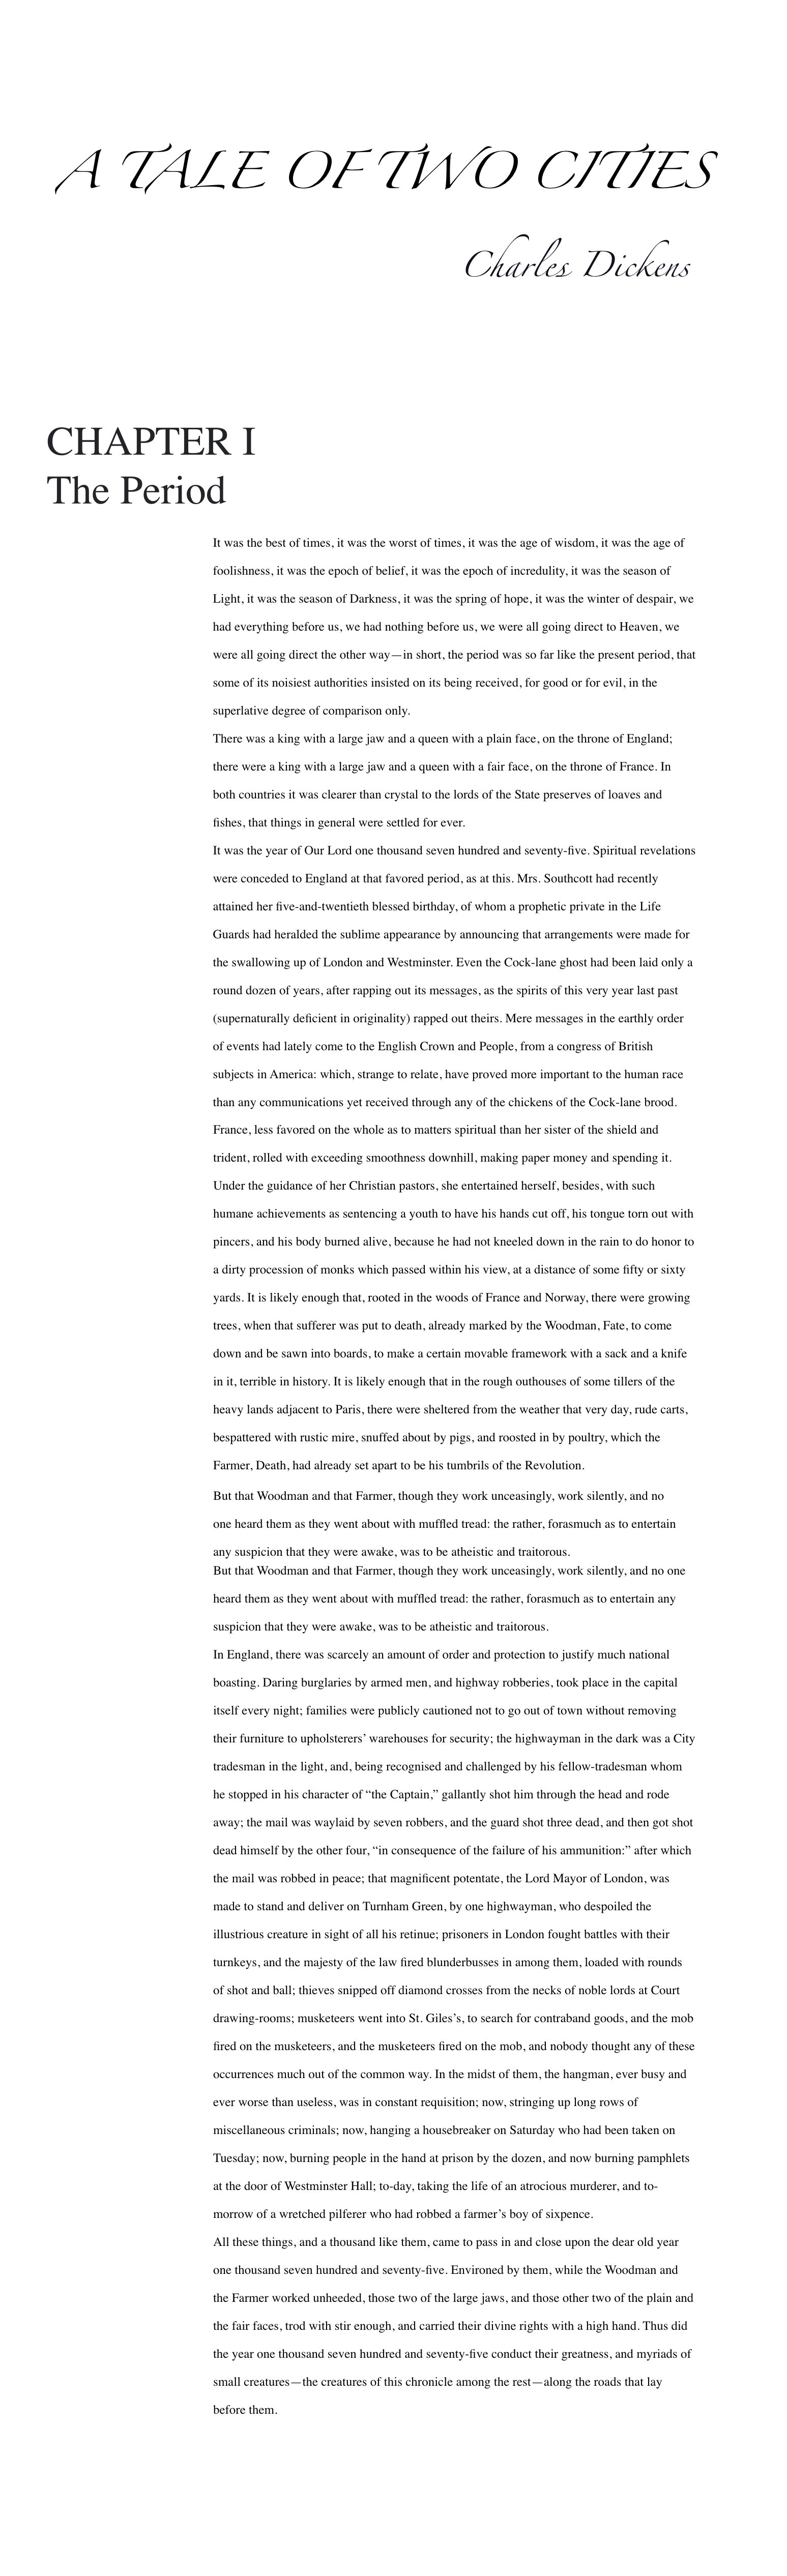 A TALE OF TWO CITIES
Charles Dickens
CHAPTER I
The Period
It was the best of times, it was the worst of times, it was the age of wisdom, it was the age of
foolishness, it was the epoch of belief, it was the epoch of incredulity, it was the season of
Light, it was the season of Darkness, it was the spring of hope, it was the winter of despair, we
had everything before us, we had nothing before us, we were all going direct to Heaven, we
were all going direct the other way—in short, the period was so far like the present period, that
some of its noisiest authorities insisted on its being received, for good or for evil, in the
superlative degree of comparison only.
There was a king with a large jaw and a queen with a plain face, on the throne of England;
there were a king with a large jaw and a queen with a fair face, on the throne of France. In
both countries it was clearer than crystal to the lords of the State preserves of loaves and
fishes, that things in general were settled for ever.
It was the year of Our Lord one thousand seven hundred and seventy-five. Spiritual revelations
were conceded to England at that favored period, as at this. Mrs. Southcott had recently
attained her five-and-twentieth blessed birthday, of whom a prophetic private in the Life
Guards had heralded the sublime appearance by announcing that arrangements were made for
the swallowing up of London and Westminster. Even the Cock-lane ghost had been laid only a
round dozen of years, after rapping out its messages, as the spirits of this very year last past
(supernaturally deficient in originality) rapped out theirs. Mere messages in the earthly order
of events had lately come to the English Crown and People, from a congress of British
subjects in America: which, strange to relate, have proved more important to the human race
than any communications yet received through any of the chickens of the Cock-lane brood.
France, less favored on the whole as to matters spiritual than her sister of the shield and
trident, rolled with exceeding smoothness downhill, making paper money and spending it.
Under the guidance of her Christian pastors, she entertained herself, besides, with such
humane achievements as sentencing a youth to have his hands cut off, his tongue torn out with
pincers, and his body burned alive, because he had not kneeled down in the rain to do honor to
a dirty procession of monks which passed within his view, at a distance of some fifty or sixty
yards. It is likely enough that, rooted in the woods of France and Norway, there were growing
trees, when that sufferer was put to death, already marked by the Woodman, Fate, to come
down and be sawn into boards, to make a certain movable framework with a sack and a knife
in it, terrible in history. It is likely enough that in the rough outhouses of some tillers of the
heavy lands adjacent to Paris, there were sheltered from the weather that very day, rude carts,
bespattered with rustic mire, snuffed about by pigs, and roosted in by poultry, which the
Farmer, Death, had already set apart to be his tumbrils of the Revolution.
But that Woodman and that Farmer, though they work unceasingly, work silently, and no
one heard them as they went about with muffled tread: the rather, forasmuch as to entertain
any suspicion that they were awake, was to be atheistic and traitorous.
But that Woodman and that Farmer, though they work unceasingly, work silently, and no one
heard them as they went about with muffled tread: the rather, forasmuch as to entertain any
suspicion that they were awake, was to be atheistic and traitorous.
In England, there was scarcely an amount of order and protection to justify much national
boasting. Daring burglaries by armed men, and highway robberies, took place in the capital
itself every night; families were publicly cautioned not to go out of town without removing
their furniture to upholsterers’ warehouses for security; the highwayman in the dark was a City
tradesman in the light, and, being recognised and challenged by his fellow-tradesman whom
he stopped in his character of “the Captain,” gallantly shot him through the head and rode
away; the mail was waylaid by seven robbers, and the guard shot three dead, and then got shot
dead himself by the other four, “in consequence of the failure of his ammunition:” after which
the mail was robbed in peace; that magnificent potentate, the Lord Mayor of London, was
made to stand and deliver on Turnham Green, by one highwayman, who despoiled the
illustrious creature in sight of all his retinue; prisoners in London fought battles with their
turnkeys, and the majesty of the law fired blunderbusses in among them, loaded with rounds
of shot and ball; thieves snipped off diamond crosses from the necks of noble lords at Court
drawing-rooms; musketeers went into St. Giles’s, to search for contraband goods, and the mob
fired on the musketeers, and the musketeers fired on the mob, and nobody thought any of these
occurrences much out of the common way. In the midst of them, the hangman, ever busy and
ever worse than useless, was in constant requisition; now, stringing up long rows of
miscellaneous criminals; now, hanging a housebreaker on Saturday who had been taken on
Tuesday; now, burning people in the hand at prison by the dozen, and now burning pamphlets
at the door of Westminster Hall; to-day, taking the life of an atrocious murderer, and to-
morrow of a wretched pilferer who had robbed a farmer’s boy of sixpence.
All these things, and a thousand like them, came to pass in and close upon the dear old year
one thousand seven hundred and seventy-five. Environed by them, while the Woodman and
the Farmer worked unheeded, those two of the large jaws, and those other two of the plain and
the fair faces, trod with stir enough, and carried their divine rights with a high hand. Thus did
the year one thousand seven hundred and seventy-five conduct their greatness, and myriads of
small creatures—the creatures of this chronicle among the rest—along the roads that lay
before them.